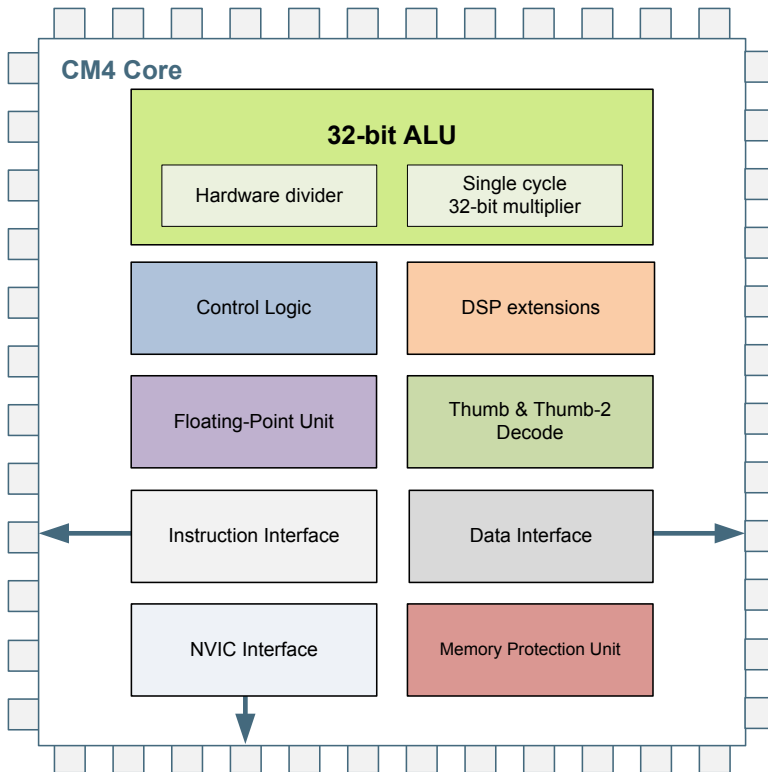 CM4 Core
32-bit ALU
Hardware divider
Single cycle
32-bit multiplier
Control Logic
DSP extensions
Floating-Point Unit
Thumb & Thumb-2
Decode
Instruction Interface
Data Interface
NVIC Interface
Memory Protection Unit